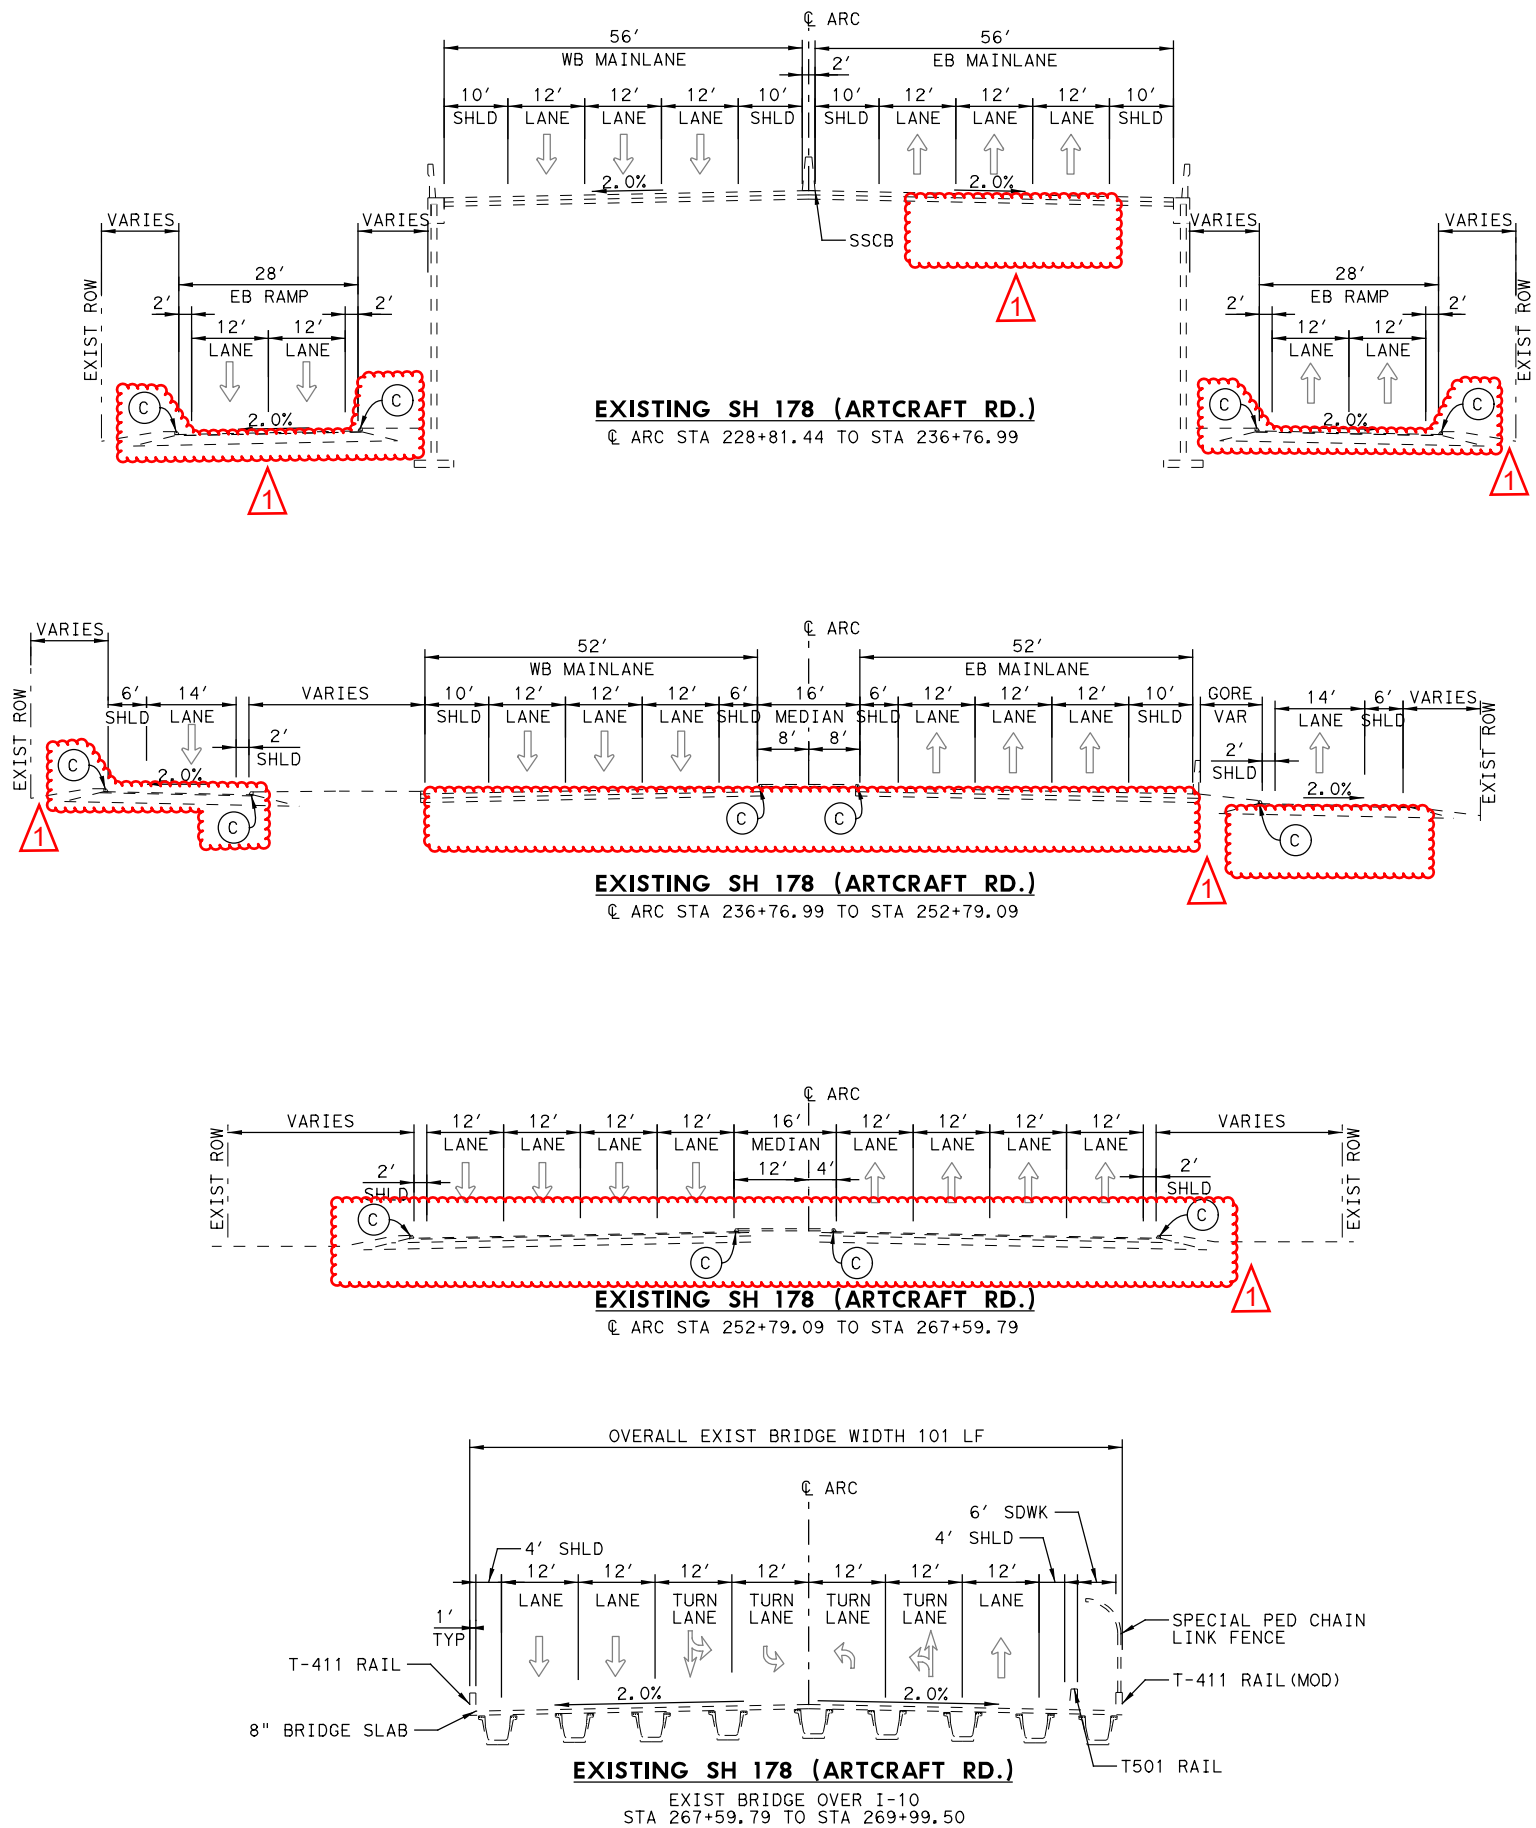 ℄ ARC
56' 56'
WB MAINLANE EB MAINLANE
2'
10' 12' 12' 12' 10' 10' 12' 12' 12' 10'
SHLD LANE LANE LANE SHLD SHLD LANE LANE LANE SHLD
2.0% 2.0%
VARIES VARIES VARIES VARIES
SSCB
EXIST ROW EXIST ROW
28' 28'
EB RAMP EB RAMP
2' 2' 2' 2'
12' 12' 12' 12'
LANE LANE LANE LANE
1
C C C C
2.0% 2.0%
EXISTING SH 178 (ARTCRAFT RD.)
℄ ARC STA 228+81.44 TO STA 236+76.99
1 1
℄ ARC
VARIES
52' 52'
WB MAINLANE EB MAINLANE
6' 14' VARIES 10' 12' 12' 12' 6' 16' 6' 12' 12' 12' 10' GORE 14' 6' VARIES
SHLD LANE SHLD LANE LANE LANE SHLD MEDIAN SHLD LANE LANE LANE SHLD VAR LANE SHLD
2' 8' 8' 2'
SHLD SHLD
EXIST ROW EXIST ROW
C 2.0% 2.0%
C C C C
1 1
EXISTING SH 178 (ARTCRAFT RD.)
℄ ARC STA 236+76.99 TO STA 252+79.09
℄ ARC
VARIES 12' 12' 12' 12' 16' 12' 12' 12' 12' VARIES
LANE LANE LANE LANE MEDIAN LANE LANE LANE LANE
2' 12' 4' 2'
SHLD SHLD
EXIST ROW EXIST ROW
C C
C C
1
EXISTING SH 178 (ARTCRAFT RD.)
℄ ARC STA 252+79.09 TO STA 267+59.79
OVERALL EXIST BRIDGE WIDTH 101 LF
℄ ARC
6' SDWK
4' SHLD 4' SHLD
12' 12' 12' 12' 12' 12' 12'
LANE LANE TURN TURN TURN TURN LANE
LANE LANE LANE LANE
1'
TYP
SPECIAL PED CHAIN
LINK FENCE
T-411 RAIL T-411 RAIL(MOD)
2.0% 2.0%
8" BRIDGE SLAB
T501 RAIL
EXISTING SH 178 (ARTCRAFT RD.)
EXIST BRIDGE OVER I-10
STA 267+59.79 TO STA 269+99.50